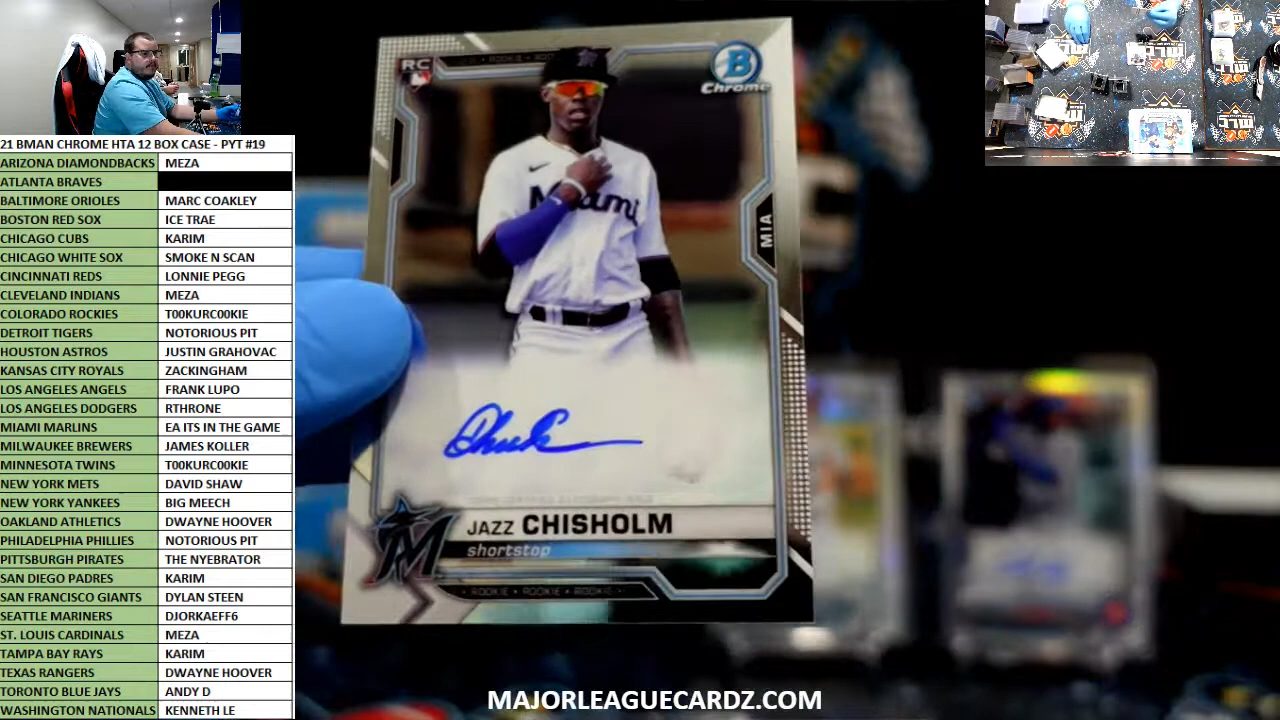 21 BMAN CHROME HTA 12 BOX CASE - PYT #19
ARIZONA DIAMONDBACKS MEZA
ATLANTA BRAVES
BALTIMORE ORIOLES MARC COAKLEY
BOSTON RED SOX ICE TRAE
CHICAGO CUBS KARIM
CHICAGO WHITE SOX SMOKE N SCAN
CINCINNATI REDS LONNIE PEGG
CLEVELAND INDIANS MEZA
COLORADO ROCKIES T00KURC00KIE
DETROIT TIGERS NOTORIOUS PIT
HOUSTON ASTROS JUSTIN GRAHOVAC
KANSAS CITY ROYALS ZACKINGHAM
LOS ANGELES ANGELS FRANK LUPO
LOS ANGELES DODGERS RTHRONE
MIAMI MARLINS EA ITS IN THE GAME
MILWAUKEE BREWERS JAMES KOLLER
MINNESOTA TWINS T00KURC00KIE
NEW YORK METS DAVID SHAW
NEW YORK YANKEES BIG MEECH
OAKLAND ATHLETICS DWAYNE HOOVER
PHILADELPHIA PHILLIES NOTORIOUS PIT
PITTSBURGH PIRATES THE NYEBRATOR
SAN DIEGO PADRES KARIM
SAN FRANCISCO GIANTS DYLAN STEEN
SEATTLE MARINERS DJORKAEFF6
ST. LOUIS CARDINALS MEZA
TAMPA BAY RAYS KARIM
TEXAS RANGERS DWAYNE HOOVER
TORONTO BLUE JAYS ANDY D
WASHINGTON NATIONALS KENNETH LE
RC
B
Chrome
Miami
MIA
JAZZ CHISHOLM
shortstop
M
ROOKIE • ROOKIE • ROOKIE
MAJORLEAGUECARDZ.COM